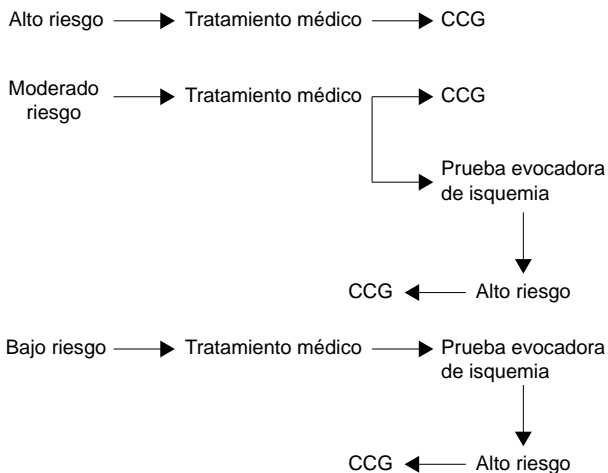 Alto riesgo Tratamiento médico CCG
Moderado
riesgo
Tratamiento médico CCG
Prueba evocadora
de isquemia
CCG Alto riesgo
Bajo riesgo Tratamiento médico Prueba evocadora
de isquemia
CCG Alto riesgo